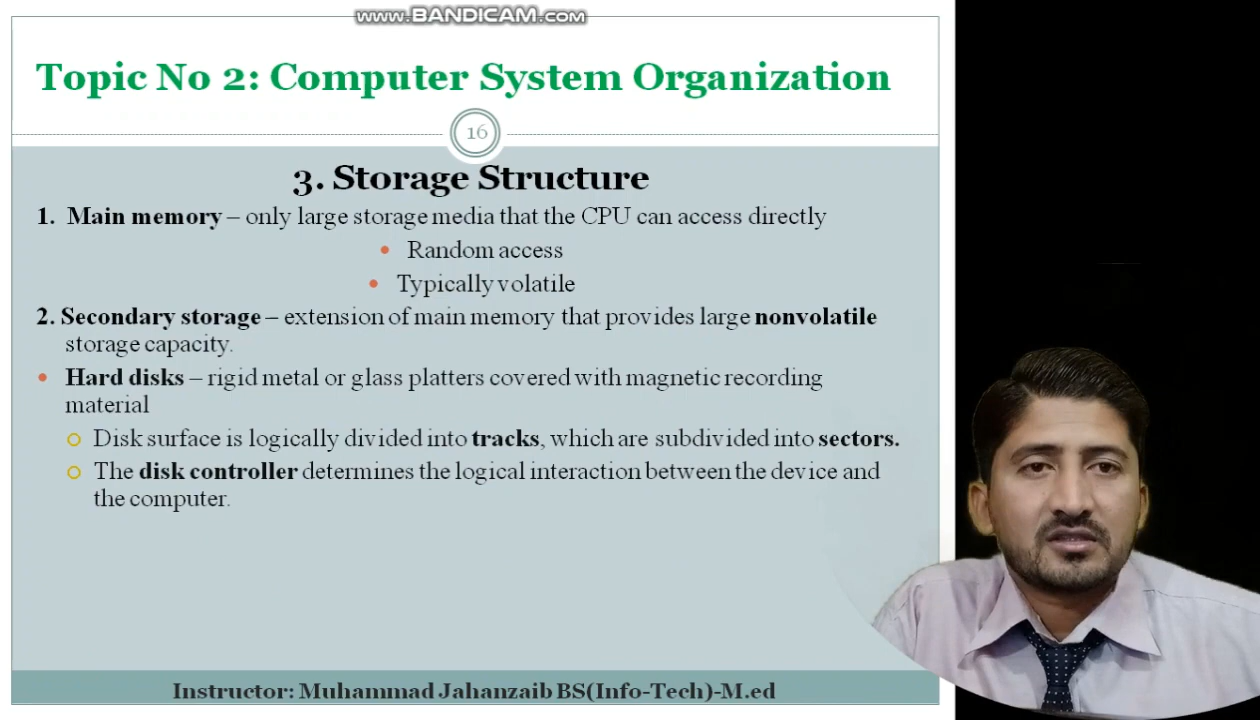 www.BANDICAM.com
Topic No 2: Computer System Organization
16
3. Storage Structure
1. Main memory – only large storage media that the CPU can access directly
• Random access
• Typically volatile
2. Secondary storage – extension of main memory that provides large nonvolatile
storage capacity.
• Hard disks – rigid metal or glass platters covered with magnetic recording
material
Disk surface is logically divided into tracks, which are subdivided into sectors.
The disk controller determines the logical interaction between the device and
the computer.
Instructor: Muhammad Jahanzaib BS(Info-Tech)-M.ed